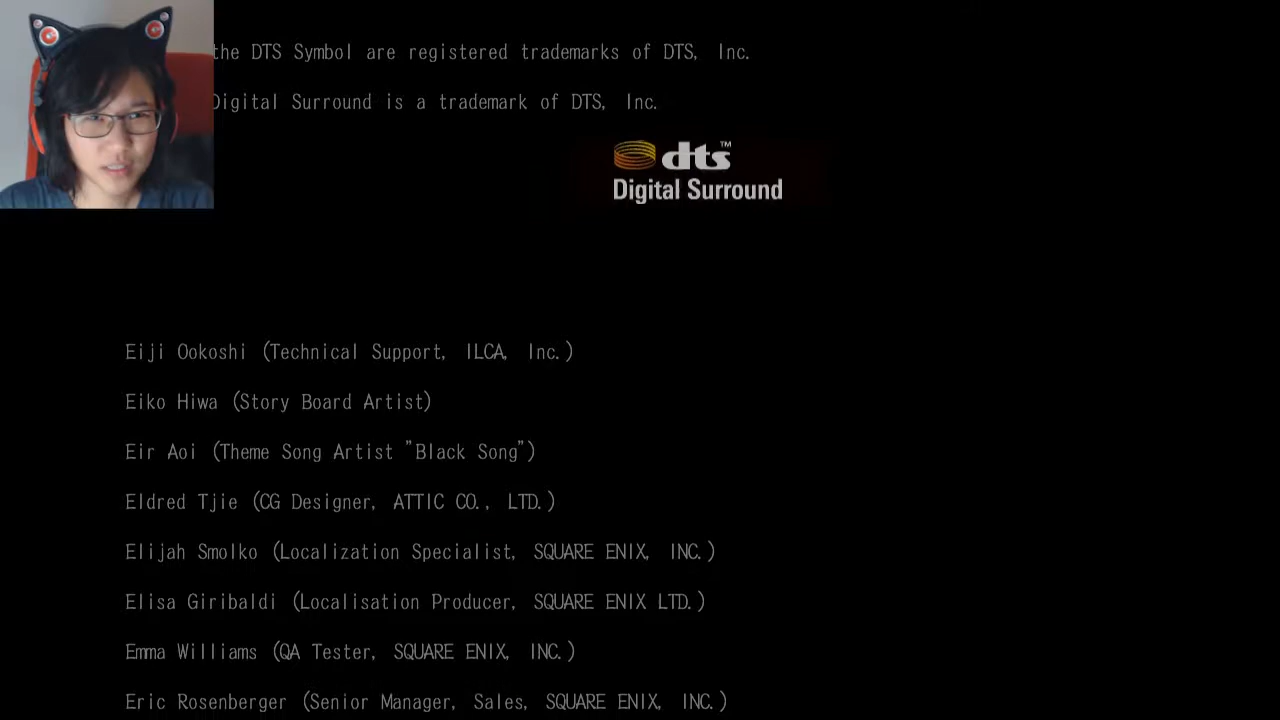 the DTS Symbol are registered trademarks of DTS, Inc.
Digital Surround is a trademark of DTS, Inc.
dts™
Digital Surround
Eiji Ookoshi (Technical Support, ILCA, Inc.)
Eiko Hiwa (Story Board Artist)
Eir Aoi (Theme Song Artist "Black Song")
Eldred Tjie (CG Designer, ATTIC CO., LTD.)
Elijah Smolko (Localization Specialist, SQUARE ENIX, INC.)
Elisa Giribaldi (Localisation Producer, SQUARE ENIX LTD.)
Emma Williams (QA Tester, SQUARE ENIX, INC.)
Eric Rosenberger (Senior Manager, Sales, SQUARE ENIX, INC.)